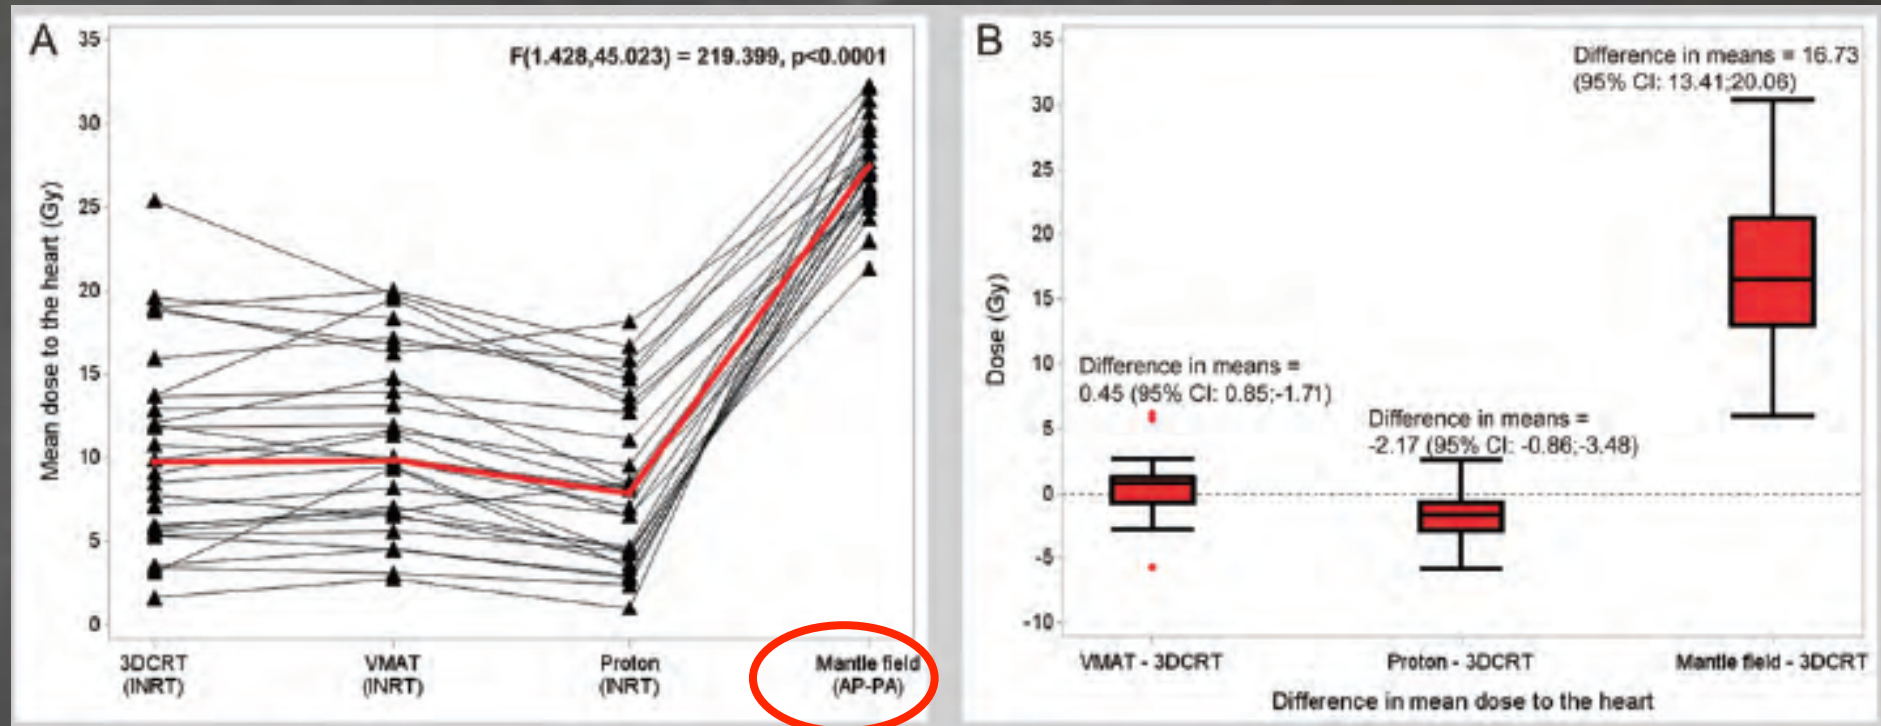 A
F(1.428,45.023) = 219.399, p<0.0001
35
30
25
20
15
10
5
0
Mean dose to the heart (Gy)
3DCRT
(INRT)
VMAT
(INRT)
Proton
(INRT)
Mantle field
(AP-PA)
B
Difference in means = 16.73
(95% CI: 13.41;20.06)
Difference in means =
0.45 (95% CI: 0.85;-1.71)
Difference in means =
-2.17 (95% CI: -0.86;-3.48)
35
30
25
20
15
10
5
0
-5
-10
Dose (Gy)
VMAT - 3DCRT
Proton - 3DCRT
Mantle field - 3DCRT
Difference in mean dose to the heart